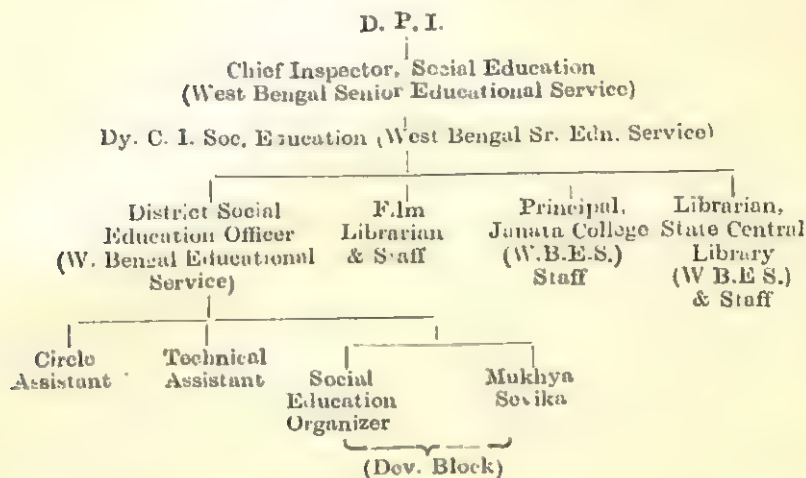 D. P. I.
Chief Inspector, Social Education
(West Bengal Senior Educational Service)
Dy. C. I. Soc. Education (West Bengal Sr. Edn. Service)
District Social
Education Officer
(W. Bengal Educational
Service)
Film
Librarian
& Staff
Principal,
Janata College
(W.B.E.S.)
Staff
Librarian,
State Central
Library
(W B.E S.)
& Staff
Circle
Assistant
Technical
Assistant
Social
Education
Organizer
Mukhya
Sevika
(Dev. Block)